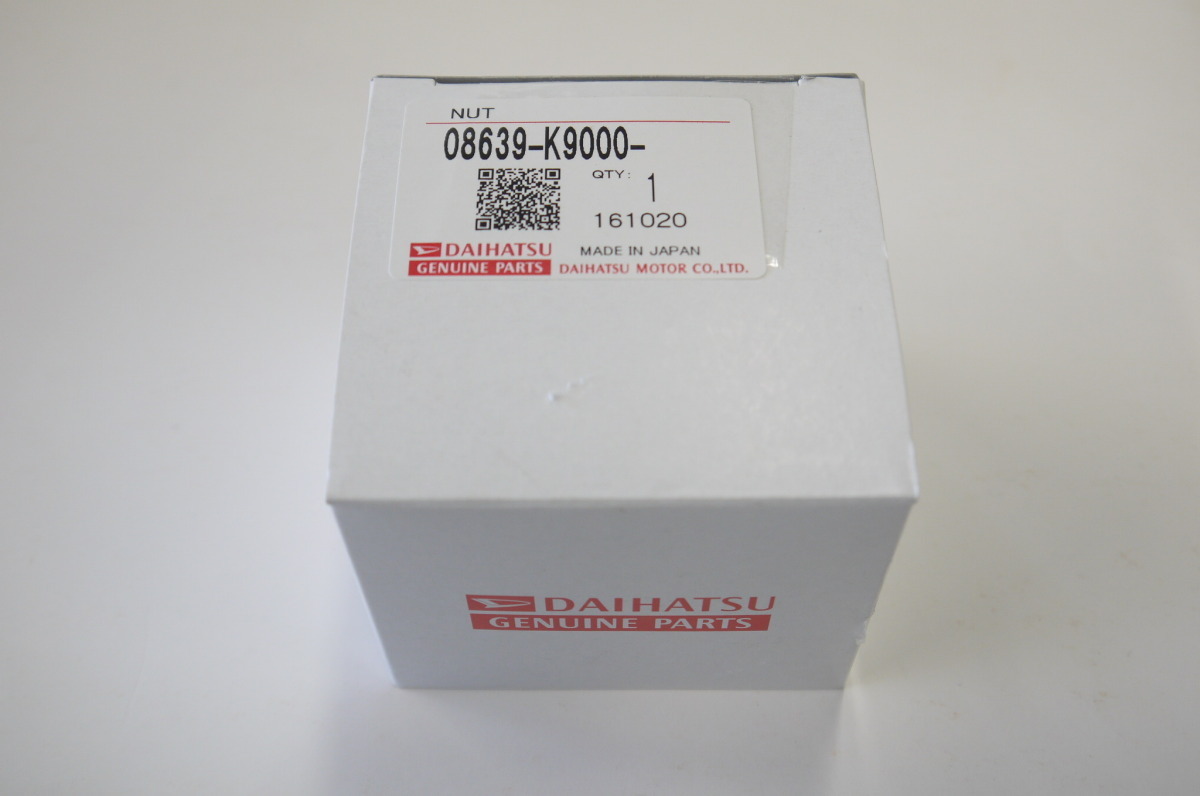 NUT
08639-K9000-
QTY: 1
161020
DAIHATSU MADE IN JAPAN
GENUINE PARTS DAIHATSU MOTOR CO.,LTD.
DAIHATSU
GENUINE PARTS